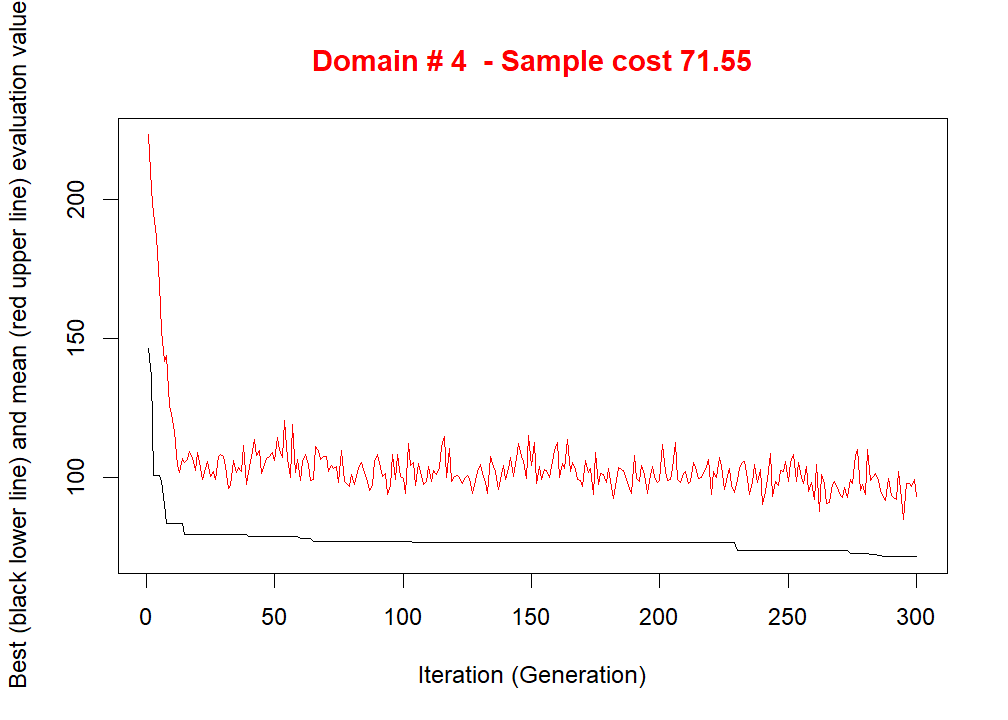 Domain # 4  - Sample cost 71.55
Best (black lower line) and mean (red upper line) evaluation value
200
150
100
0 50 100 150 200 250 300
Iteration (Generation)